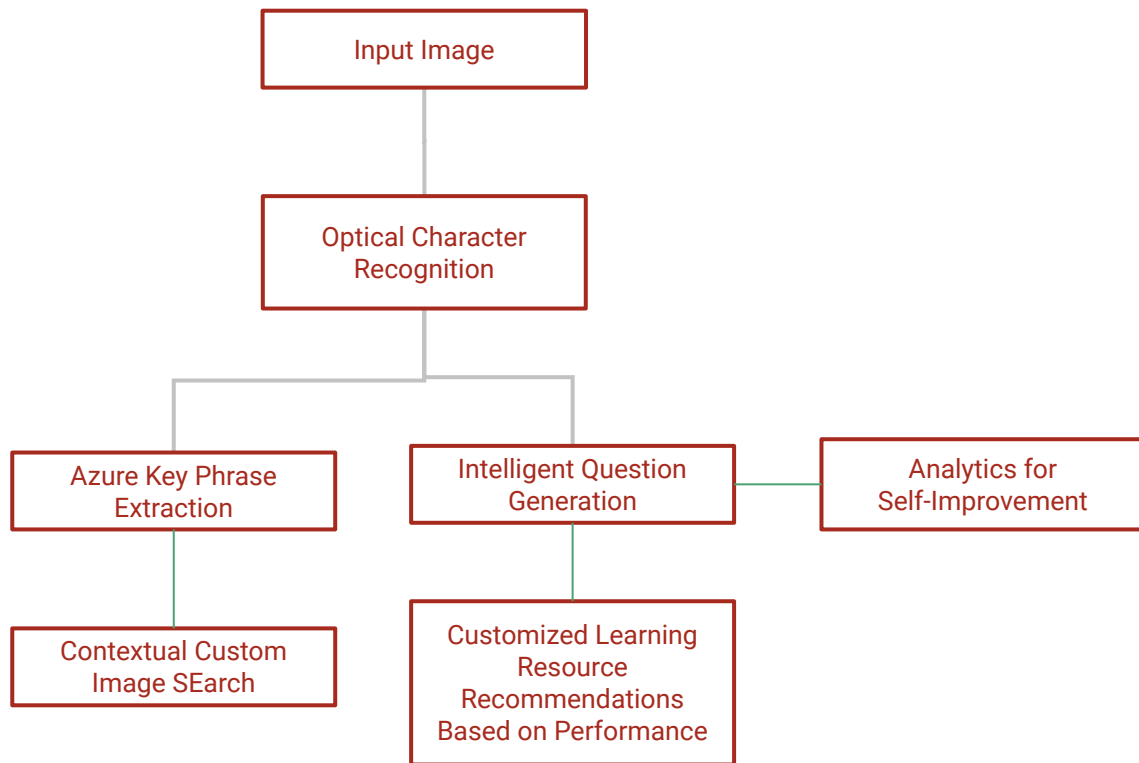 Input Image
Optical Character
Recognition
Azure Key Phrase
Extraction
Intelligent Question
Generation
Analytics for
Self-Improvement
Contextual Custom
Image SEarch
Customized Learning
Resource
Recommendations
Based on Performance